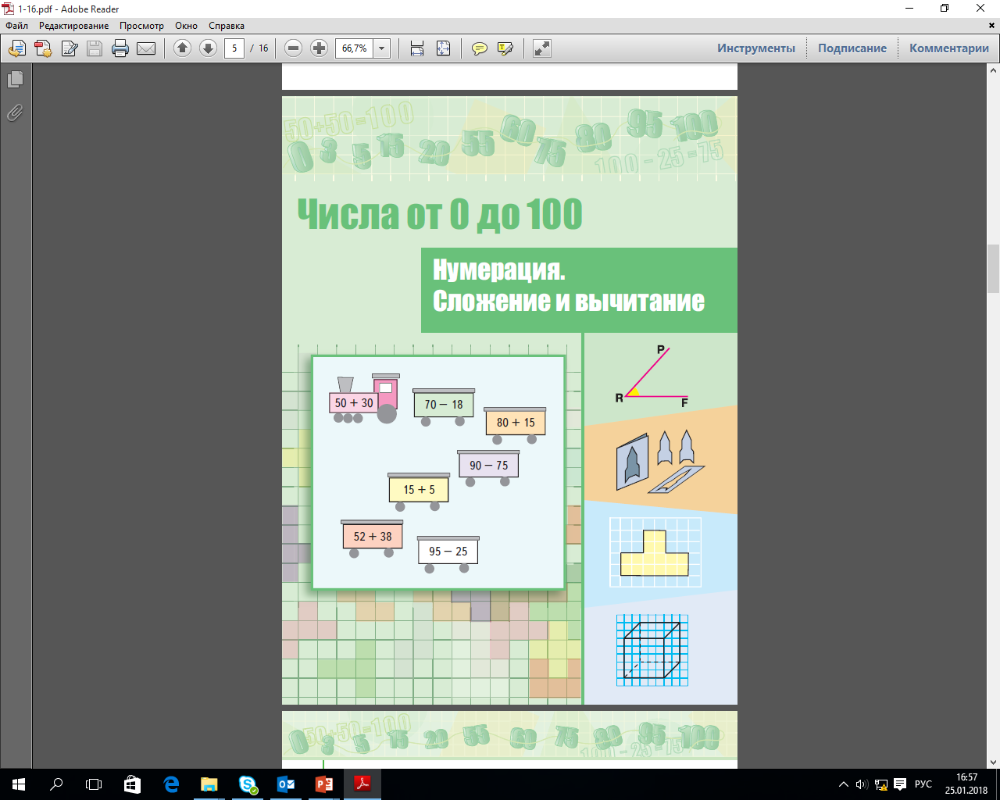 1-16.pdf - Adobe Reader
Файл Редактирование Просмотр Окно Справка
5 / 16 66,7% Инструменты Подписание Комментарии
50+50=100
0 3 5 15 20 55 60 75 80 95 100
100-25=75
Числа от 0 до 100
Нумерация.
Сложение и вычитание
50 + 30
70 − 18
80 + 15
90 − 75
15 + 5
52 + 38
95 − 25
P
R
F
50+50=100
0 3 5 15 20 55 60 75 80 95 100
100-25=75
РУС
16:57
25.01.2018